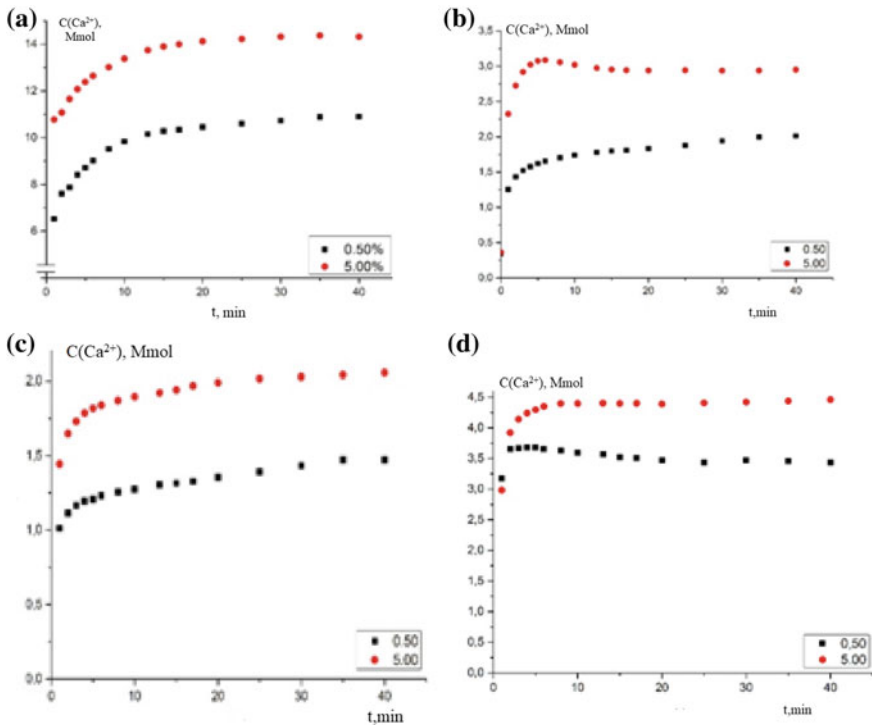 (a)
C(Ca²⁺),
Mmol
14
12
10
8
6
0 10 20 30 40
t, min
0.50%
5.00%
(b)
C(Ca²⁺), Mmol
3,5
3,0
2,5
2,0
1,5
1,0
0,5
0,0
0 10 20 30 40
t,min
0.50
5.00
(c)
C(Ca²⁺), Mmol
2,0
1,5
1,0
0,5
0,0
0 10 20 30 40
t,min
0.50
5.00
(d)
C(Ca²⁺), Mmol
4,5
4,0
3,5
3,0
2,5
2,0
1,5
1,0
0,5
0,0
0 10 20 30 40
t,min
0,50
5.00